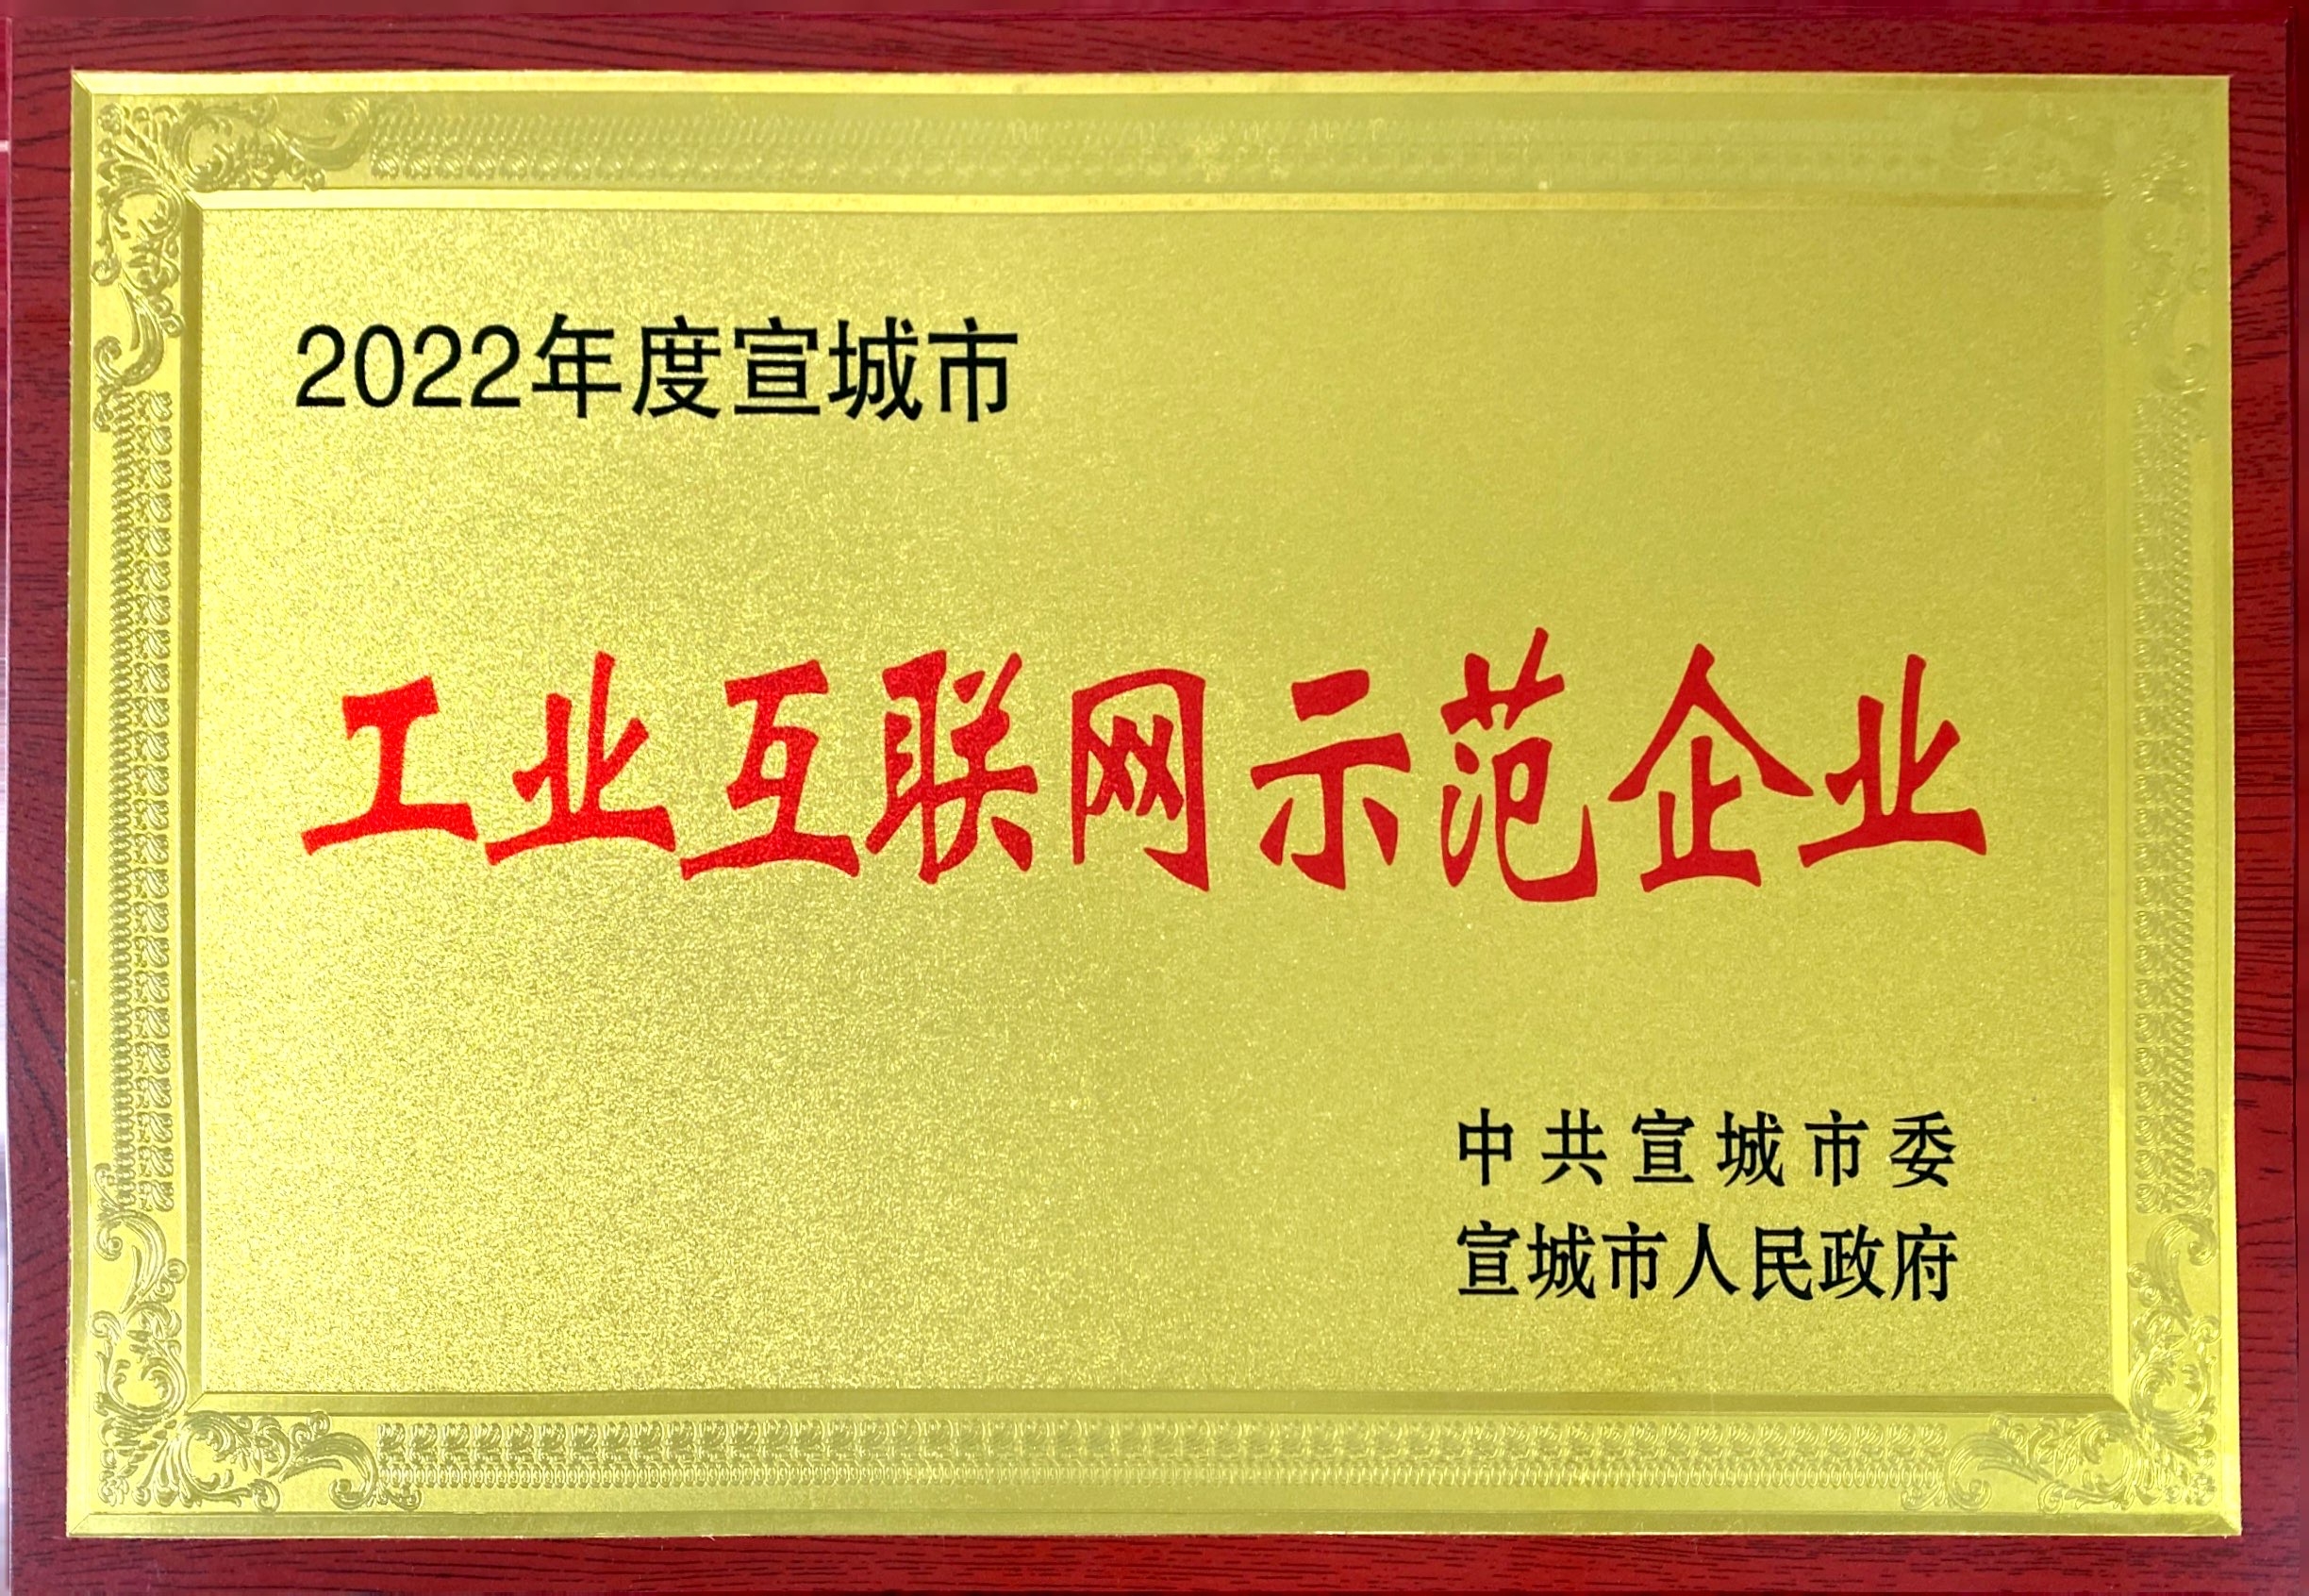 2022年度宣城市
工业互联网示范企业
中共宣城市委
宣城市人民政府